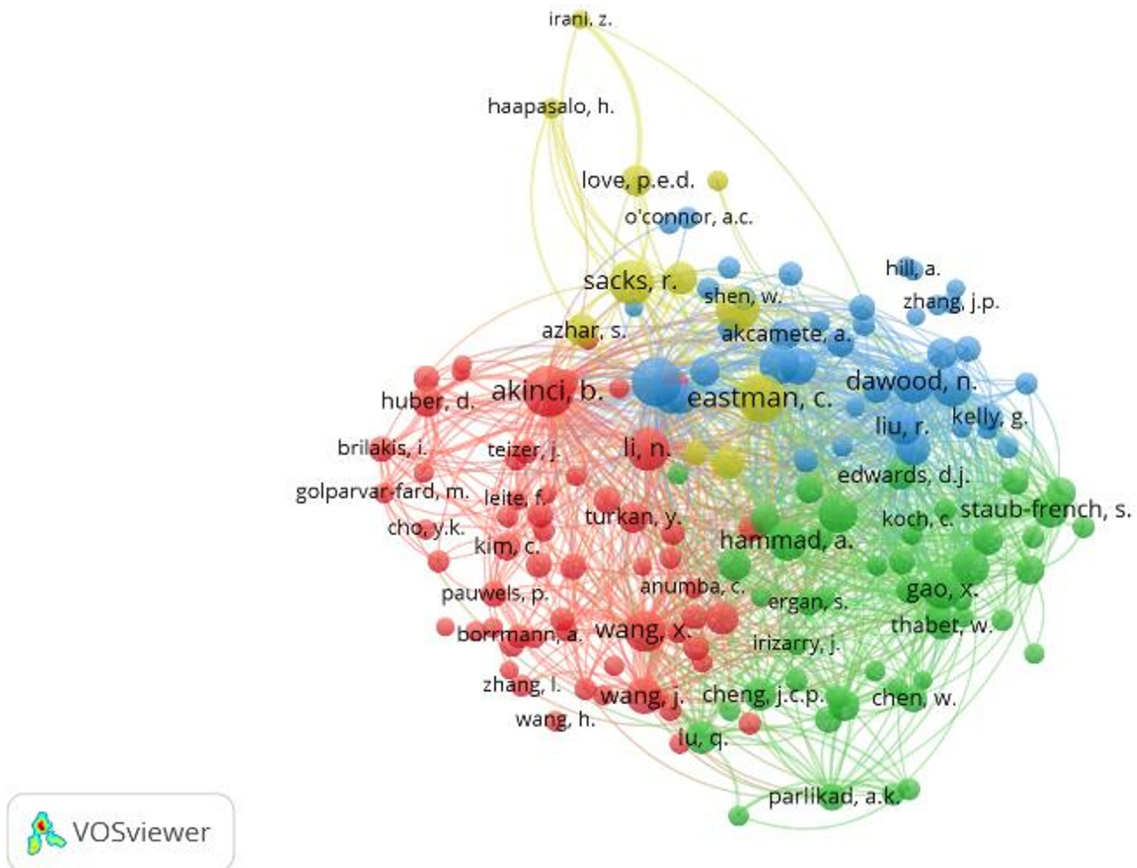 irani, z.
haapasalo, h.
love, p.e.d.
o'connor, a.c.
hill, a.
sacks, r.
shen, w.
zhang, j.p.
azhar, s.
akcamete, a.
dawood, n.
akinci, b.
eastman, c.
huber, d.
kelly, g.
liu, r.
brilakis, i.
teizer, j.
li, n.
edwards, d.j.
golparvar-fard, m.
leite, f.
staub-french, s.
turkan, y.
koch, c.
cho, y.k.
hammad, a.
kim, c.
anumba, c.
gao, x.
pauwels, p.
ergan, s.
thabet, w.
borrmann, a.
wang, x.
irizarry, j.
zhang, l.
wang, j.
cheng, j.c.p.
chen, w.
wang, h.
lu, q.
parlikad, a.k.
VOSviewer